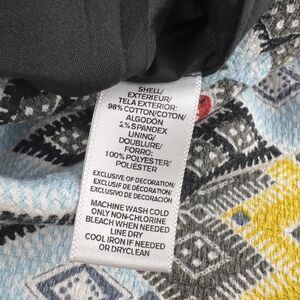 SHELL/
EXTERIEUR/
TELA EXTERIOR:
98% COTTON/COTON/
ALGODÓN
2% SPANDEX
LINING/
DOUBLURE/
FORRO:
100% POLYESTER/
POLIÉSTER
EXCLUSIVE OF DECORATION/
EXCLUSIF DE DÉCORATION/
EXCLUSIVO DE DECORACIÓN
MACHINE WASH COLD
ONLY NON-CHLORINE
BLEACH WHEN NEEDED
LINE DRY
COOL IRON IF NEEDED
OR DRYCLEAN